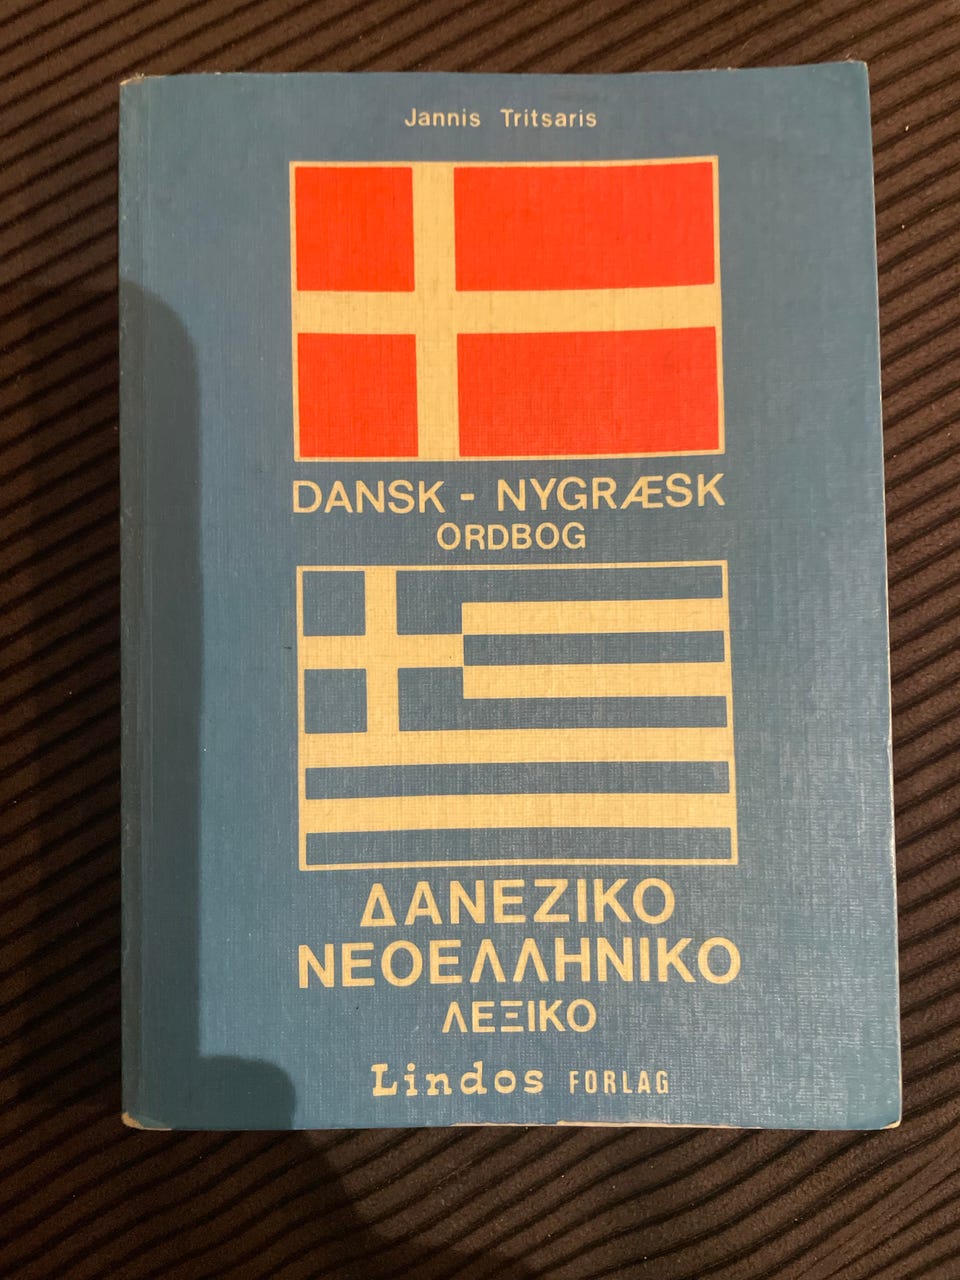 Jannis Tritsaris
DANSK - NYGRÆSK
ORDBOG
ΔΑΝΕΖΙΚΟ
ΝΕΟΕΛΛΗΝΙΚΟ
ΛΕΞΙΚΟ
Lindos FORLAG